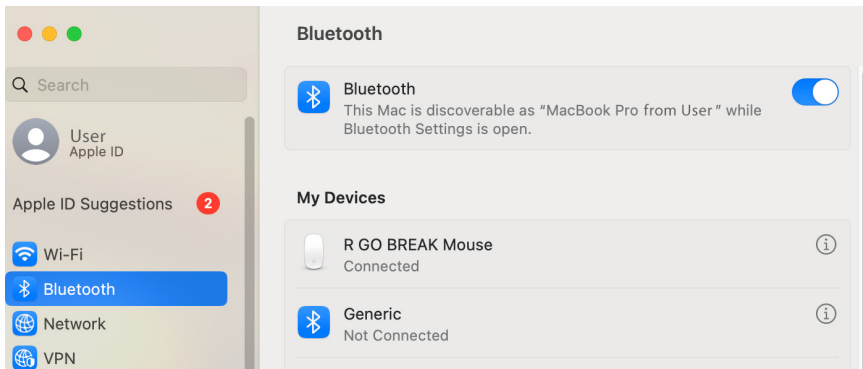 Search
User
Apple ID
Apple ID Suggestions
2
Wi-Fi
Bluetooth
Network
VPN
Bluetooth
Bluetooth
This Mac is discoverable as “MacBook Pro from User” while
Bluetooth Settings is open.
My Devices
R GO BREAK Mouse
Connected
Generic
Not Connected